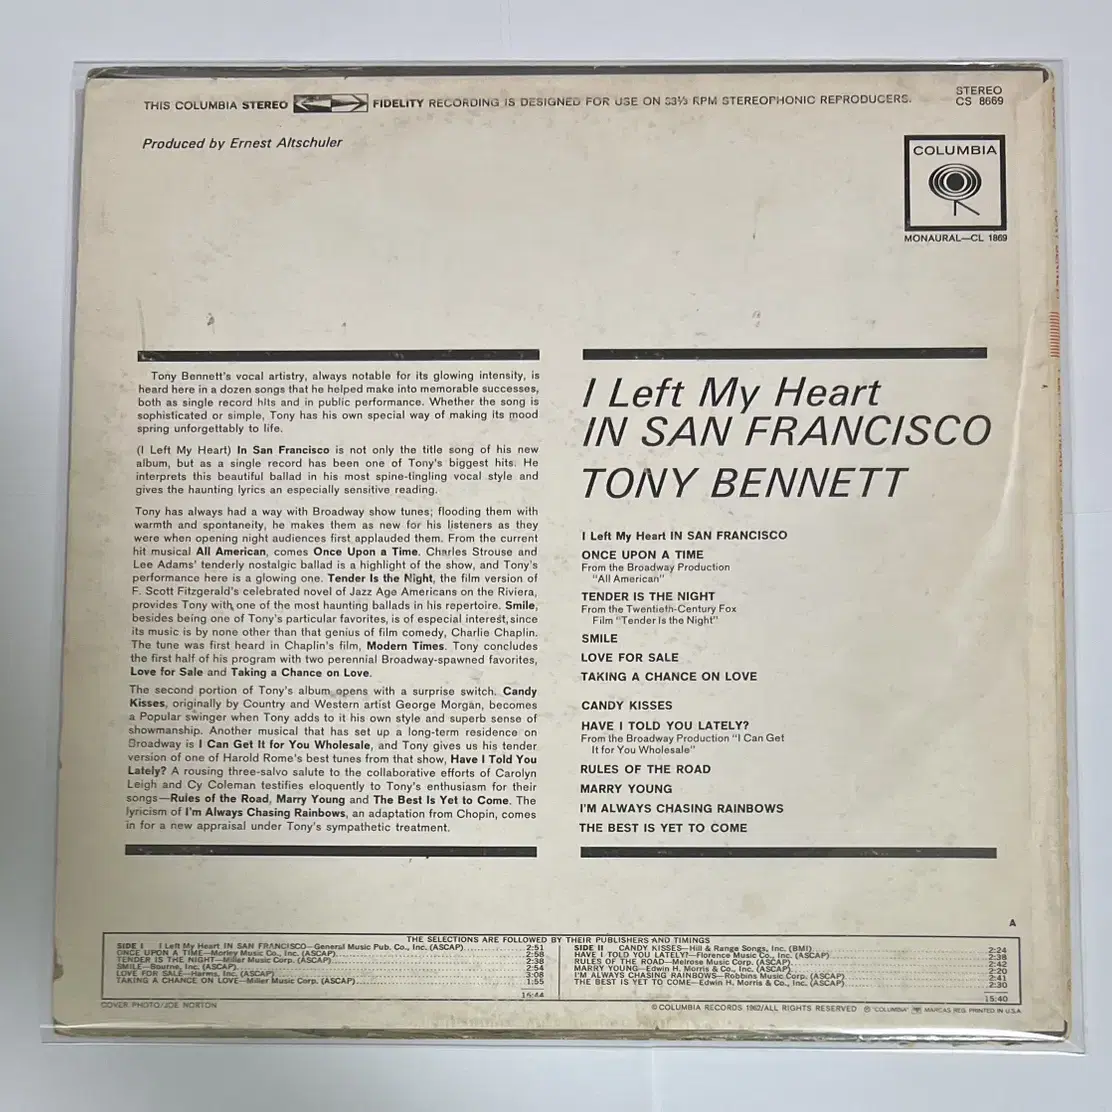 THIS COLUMBIA STEREO FIDELITY RECORDING IS DESIGNED FOR USE ON 33⅓ RPM STEREOPHONIC REPRODUCERS.
STEREO
CS 8669
Produced by Ernest Altschuler
COLUMBIA
MONAURAL—CL 1869
Tony Bennett's vocal artistry, always notable for its glowing intensity, is
heard here in a dozen songs that he helped make into memorable successes,
both as single record hits and in public performance. Whether the song is
sophisticated or simple, Tony has his own special way of making its mood
spring unforgettably to life.
(I Left My Heart) In San Francisco is not only the title song of his new
album, but as a single record has been one of Tony's biggest hits. He
interprets this beautiful ballad in his most spine-tingling vocal style and
gives the haunting lyrics an especially sensitive reading.
Tony has always had a way with Broadway show tunes; flooding them with
warmth and spontaneity, he makes them as new for his listeners as they
were when opening night audiences first applauded them. From the current
hit musical All American, comes Once Upon a Time. Charles Strouse and
Lee Adams' tenderly nostalgic ballad is a highlight of the show, and Tony's
performance here is a glowing one. Tender Is the Night, the film version of
F. Scott Fitzgerald's celebrated novel of Jazz Age Americans on the Riviera,
provides Tony with one of the most haunting ballads in his repertoire. Smile,
besides being one of Tony's particular favorites, is of especial interest, since
its music is by none other than that genius of film comedy, Charlie Chaplin.
The tune was first heard in Chaplin's film, Modern Times. Tony concludes
the first half of his program with two perennial Broadway-spawned favorites,
Love for Sale and Taking a Chance on Love.
The second portion of Tony's album opens with a surprise switch. Candy
Kisses, originally by Country and Western artist George Morgan, becomes
a Popular swinger when Tony adds to it his own style and superb sense of
showmanship. Another musical that has set up a long-term residence on
Broadway is I Can Get It for You Wholesale, and Tony gives us his tender
version of one of Harold Rome's best tunes from that show, Have I Told You
Lately? A rousing three-salvo salute to the collaborative efforts of Carolyn
Leigh and Cy Coleman testifies eloquently to Tony's enthusiasm for their
songs—Rules of the Road, Marry Young and The Best Is Yet to Come. The
lyricism of I'm Always Chasing Rainbows, an adaptation from Chopin, comes
in for a new appraisal under Tony's sympathetic treatment.
I Left My Heart
IN SAN FRANCISCO
TONY BENNETT
I Left My Heart IN SAN FRANCISCO
ONCE UPON A TIME
From the Broadway Production
"All American"
TENDER IS THE NIGHT
From the Twentieth-Century Fox
Film "Tender Is the Night"
SMILE
LOVE FOR SALE
TAKING A CHANCE ON LOVE
CANDY KISSES
HAVE I TOLD YOU LATELY?
From the Broadway Production "I Can Get
It for You Wholesale"
RULES OF THE ROAD
MARRY YOUNG
I'M ALWAYS CHASING RAINBOWS
THE BEST IS YET TO COME
A
THE SELECTIONS ARE FOLLOWED BY THEIR PUBLISHERS AND TIMINGS
SIDE I I Left My Heart IN SAN FRANCISCO—General Music Pub. Co., Inc. (ASCAP) 2:51
ONCE UPON A TIME—Morley Music Co., Inc. (ASCAP) 2:58
TENDER IS THE NIGHT—Miller Music Corp. (ASCAP) 2:38
SMILE—Bourne, Inc. (ASCAP) 2:54
LOVE FOR SALE—Harms, Inc. (ASCAP) 3:08
TAKING A CHANCE ON LOVE—Miller Music Corp. (ASCAP) 1:55
16:44
SIDE II CANDY KISSES—Hill & Range Songs, Inc. (BMI) 2:24
HAVE I TOLD YOU LATELY?—Florence Music Co., Inc. (ASCAP) 2:38
RULES OF THE ROAD—Melrose Music Corp. (ASCAP) 2:42
MARRY YOUNG—Edwin H. Morris & Co., Inc. (ASCAP) 2:20
I'M ALWAYS CHASING RAINBOWS—Robbins Music Corp. (ASCAP) 2:41
THE BEST IS YET TO COME—Edwin H. Morris & Co., Inc. (ASCAP) 2:30
15:40
COVER PHOTO/JOE NORTON
© COLUMBIA RECORDS 1962/ALL RIGHTS RESERVED ® "COLUMBIA" MARCAS REG. PRINTED IN U.S.A.